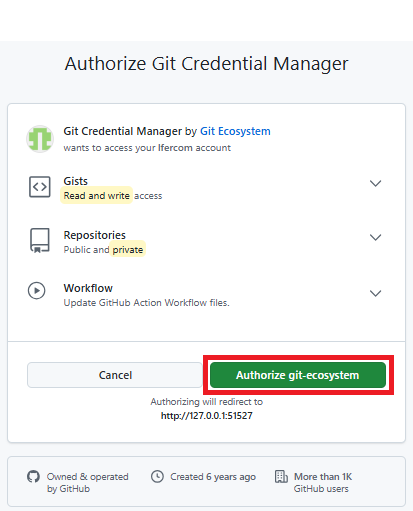 Authorize Git Credential Manager
Git Credential Manager by Git Ecosystem
wants to access your lfercom account
Gists
Read and write access
Repositories
Public and private
Workflow
Update GitHub Action Workflow files.
Cancel
Authorize git-ecosystem
Authorizing will redirect to
http://127.0.0.1:51527
Owned & operated
by GitHub
Created 6 years ago
More than 1K
GitHub users